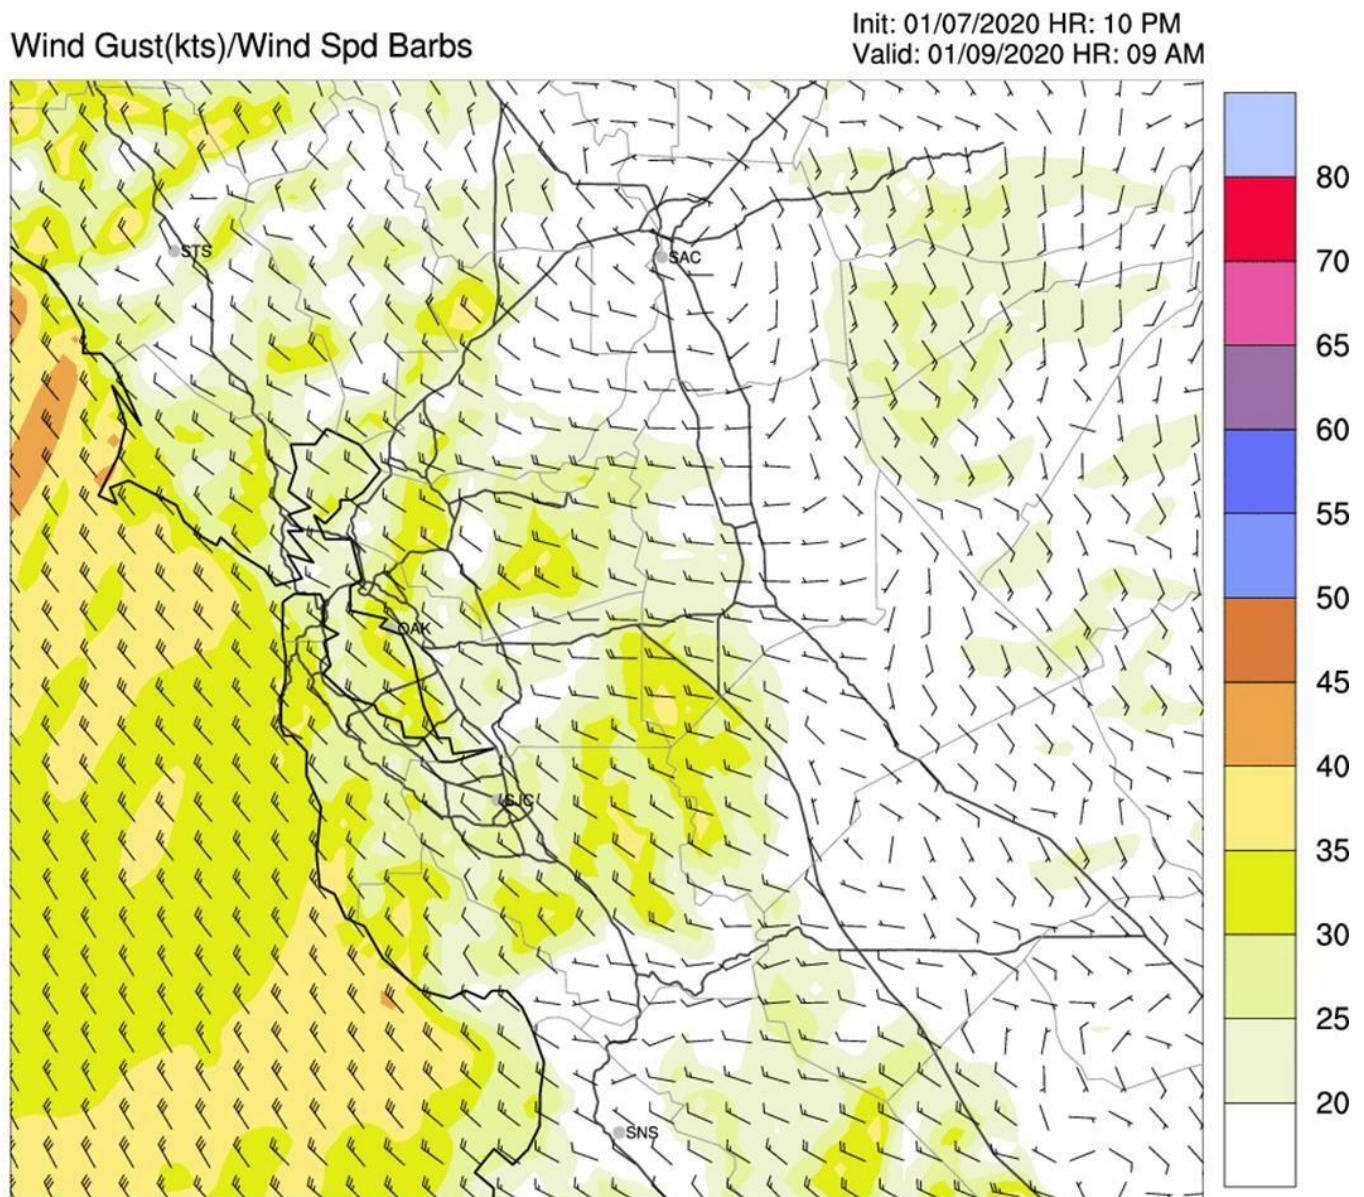 Wind Gust(kts)/Wind Spd Barbs
Init: 01/07/2020 HR: 10 PM
Valid: 01/09/2020 HR: 09 AM
STS
SAC
OAK
SJC
SNS
80
70
65
60
55
50
45
40
35
30
25
20